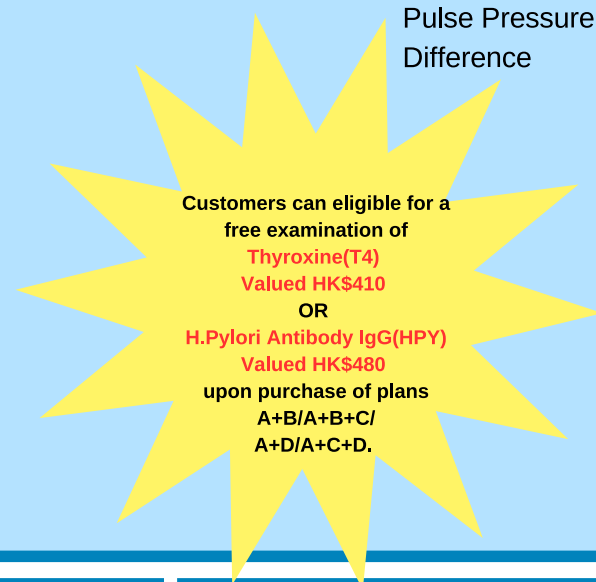 Pulse Pressure
Difference
Customers can eligible for a
free examination of
Thyroxine(T4)
Valued HK$410
OR
H.Pylori Antibody IgG(HPY)
Valued HK$480
upon purchase of plans
A+B/A+B+C/
A+D/A+C+D.